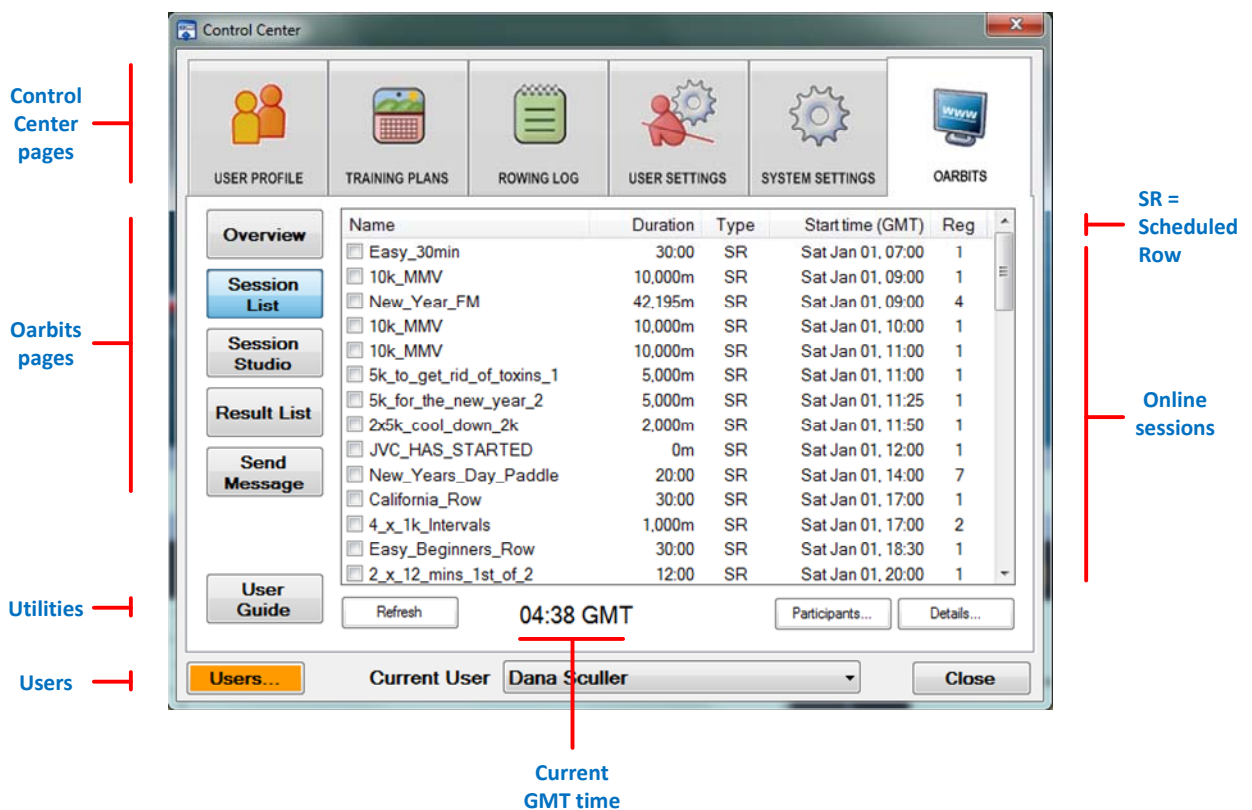 Control Center
X
Control
Center
pages
USER PROFILE
TRAINING PLANS
ROWING LOG
USER SETTINGS
SYSTEM SETTINGS
www
OARBITS
SR =
Scheduled
Row
Oarbits
pages
Overview
Session
List
Session
Studio
Result List
Send
Message
User
Guide
Name Duration Type Start time (GMT) Reg
Easy_30min 30:00 SR Sat Jan 01, 07:00 1
10k_MMV 10,000m SR Sat Jan 01, 09:00 1
New_Year_FM 42,195m SR Sat Jan 01, 09:00 4
10k_MMV 10,000m SR Sat Jan 01, 10:00 1
10k_MMV 10,000m SR Sat Jan 01, 11:00 1
5k_to_get_rid_of_toxins_1 5,000m SR Sat Jan 01, 11:00 1
5k_for_the_new_year_2 5,000m SR Sat Jan 01, 11:25 1
2x5k_cool_down_2k 2,000m SR Sat Jan 01, 11:50 1
JVC_HAS_STARTED 0m SR Sat Jan 01, 12:00 1
New_Years_Day_Paddle 20:00 SR Sat Jan 01, 14:00 7
California_Row 30:00 SR Sat Jan 01, 17:00 1
4_x_1k_Intervals 1,000m SR Sat Jan 01, 17:00 2
Easy_Beginners_Row 30:00 SR Sat Jan 01, 18:30 1
2_x_12_mins_1st_of_2 12:00 SR Sat Jan 01, 20:00 1
Online
sessions
Utilities
Refresh
04:38 GMT
Participants...
Details...
Users
Users...
Current User
Dana Sculler
Close
Current
GMT time